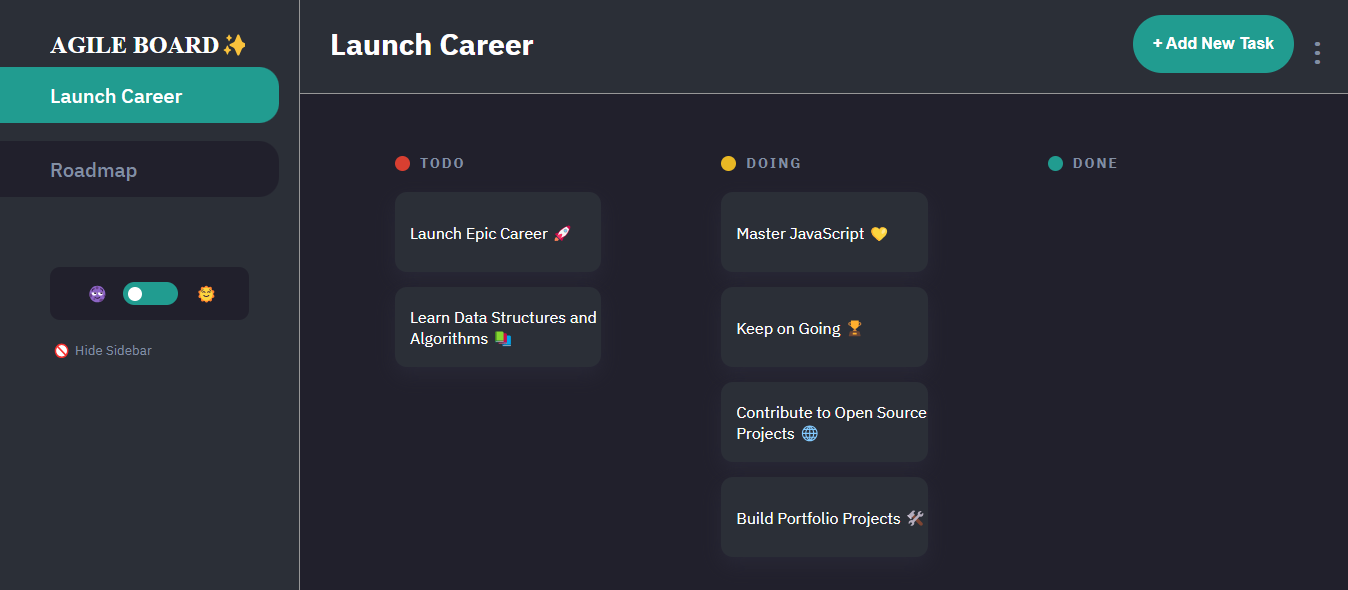 AGILE BOARD✨
Launch Career
Roadmap
🚫 Hide Sidebar
Launch Career
+ Add New Task
TODO
Launch Epic Career 🚀
Learn Data Structures and
Algorithms 📚
DOING
Master JavaScript 💛
Keep on Going 🏆
Contribute to Open Source
Projects 🌐
Build Portfolio Projects 🛠️
DONE